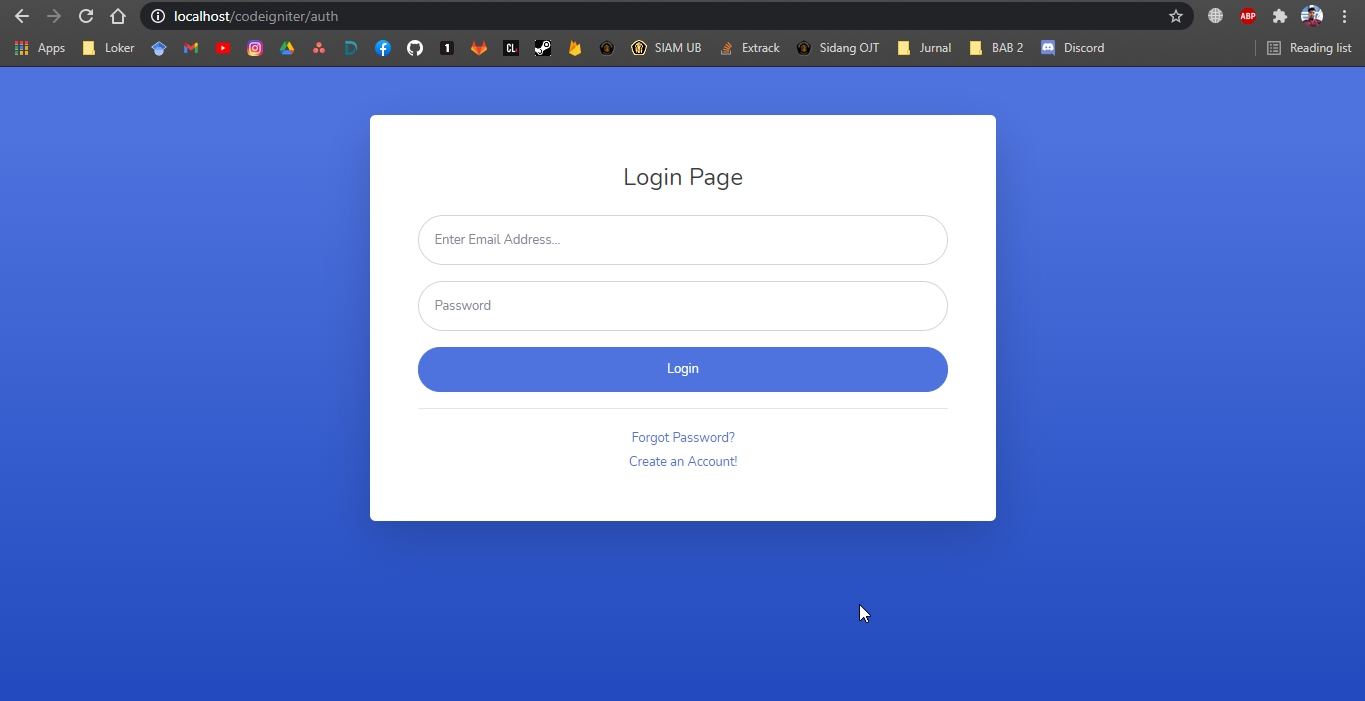 localhost/codeigniter/auth
ABP
Apps Loker 1 CL SIAM UB Extrack Sidang OJT Jurnal BAB 2 Discord Reading list
Login Page
Enter Email Address...
Password
Login
Forgot Password?
Create an Account!